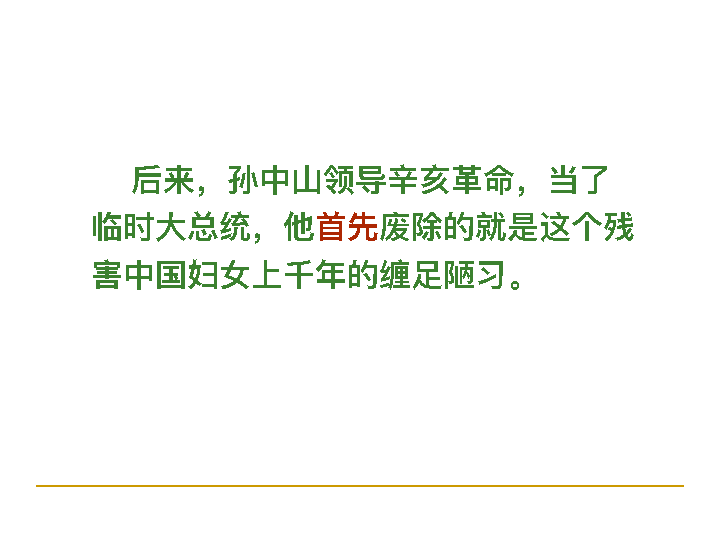 后来，孙中山领导辛亥革命，当了
临时大总统，他首先废除的就是这个残
害中国妇女上千年的缠足陋习。